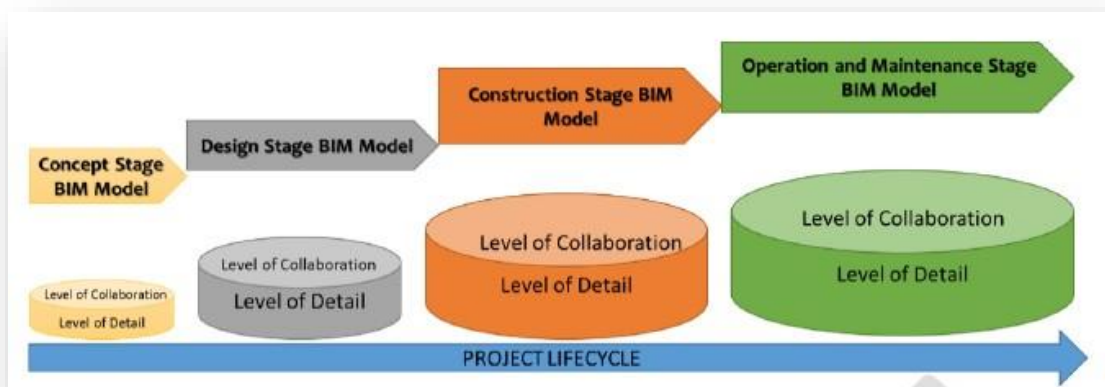 Concept Stage
BIM Model
Design Stage BIM Model
Construction Stage BIM
Model
Operation and Maintenance Stage
BIM Model
Level of Collaboration
Level of Detail
Level of Collaboration
Level of Detail
Level of Collaboration
Level of Detail
Level of Collaboration
Level of Detail
PROJECT LIFECYCLE